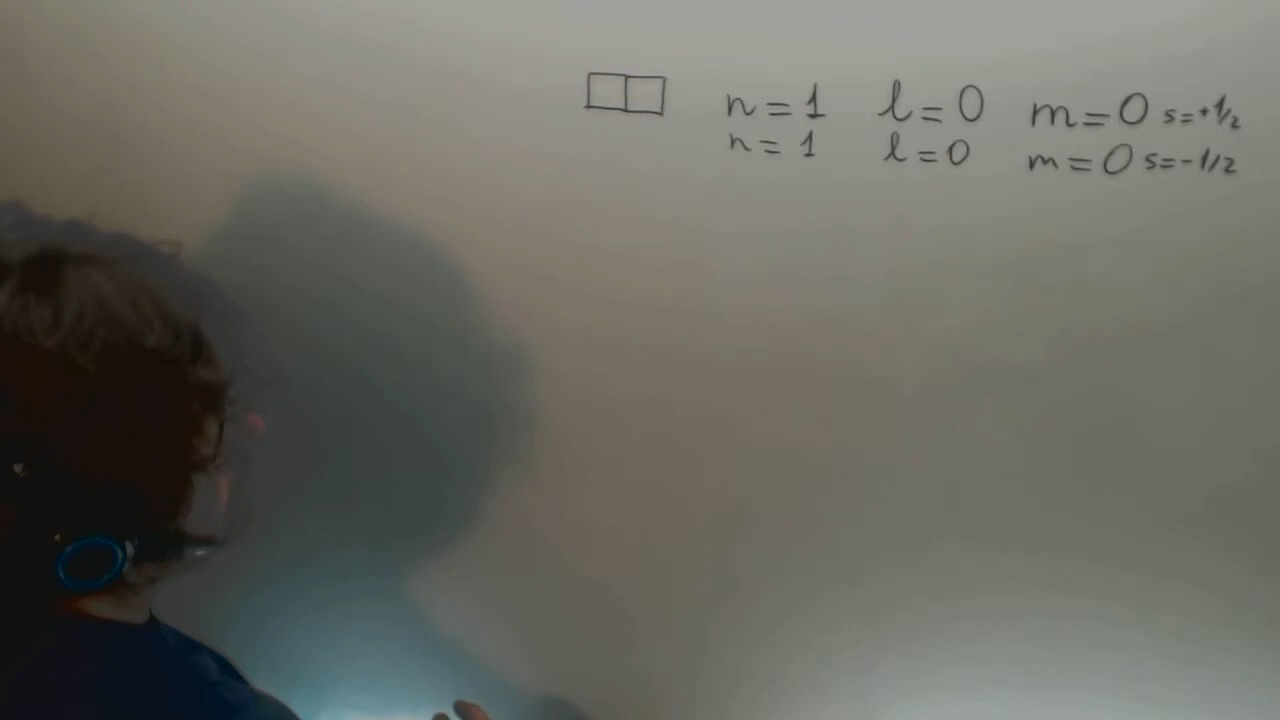 n = 1 l = 0 m = 0 s = +1/2
n = 1 l = 0 m = 0 s = -1/2